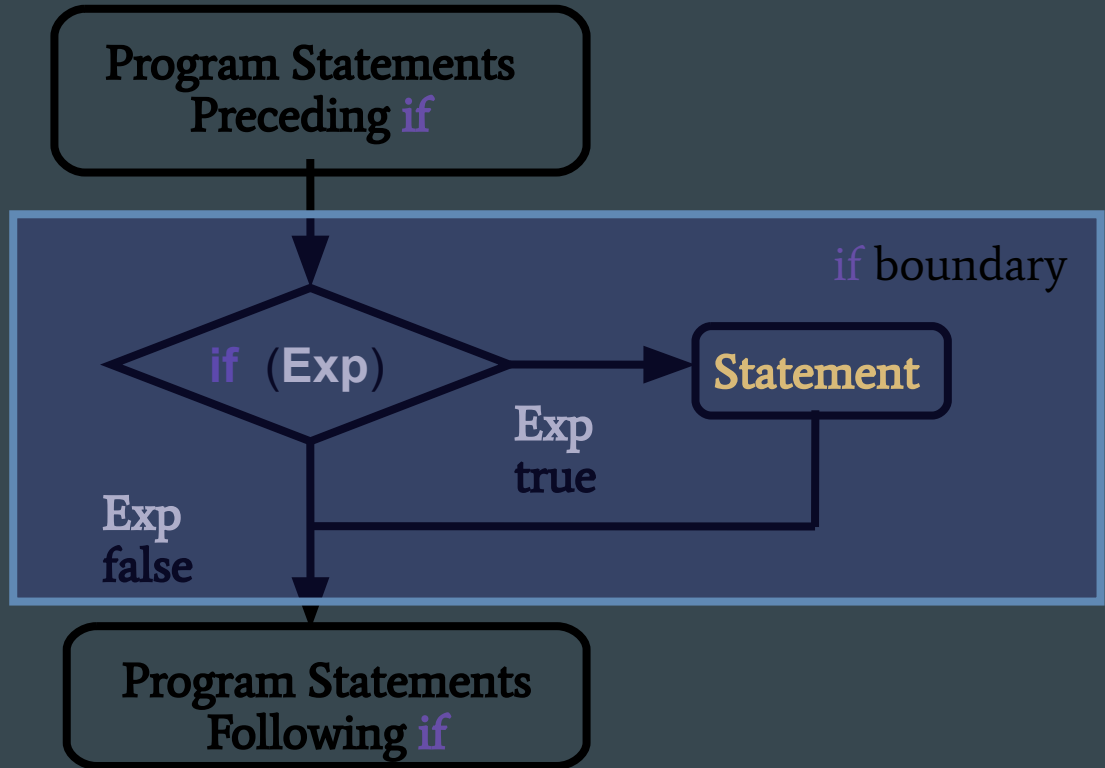 Program Statements
Preceding if
if boundary
if (Exp)
Statement
Exp
true
Exp
false
Program Statements
Following if